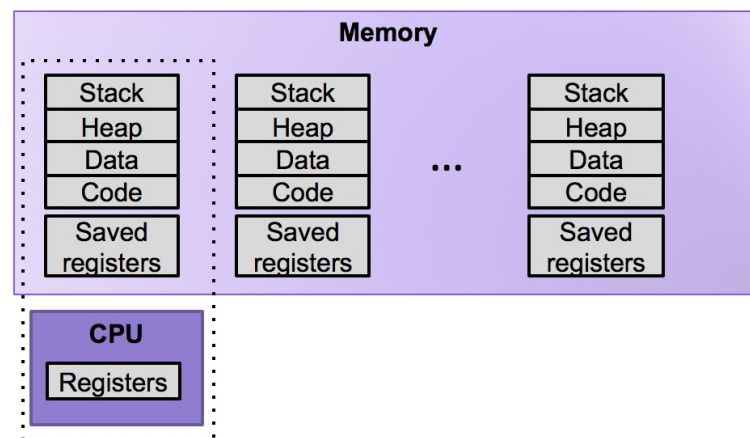 Memory
Stack
Heap
Data
Code
Saved
registers
Stack
Heap
Data
Code
Saved
registers
...
Stack
Heap
Data
Code
Saved
registers
CPU
Registers